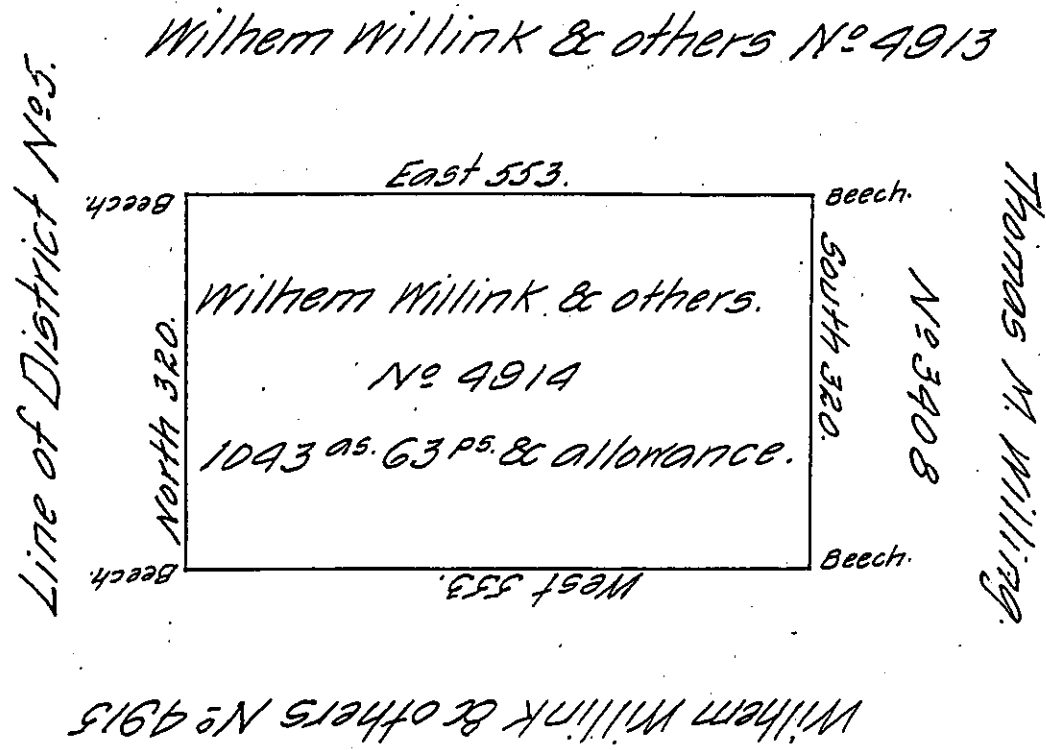 Wilhem Willink & others Nº 4913
Line of District Nº 5.
East 553.
Beech.
Beech.
Thomas M. Willing.
Nº 3408
South 320.
North 320.
Wilhem Willink & others.
Nº 4914
1043 as. 63 ps. & allowance.
Beech.
Beech.
West 553.
Wilhem Willink & others Nº 4915